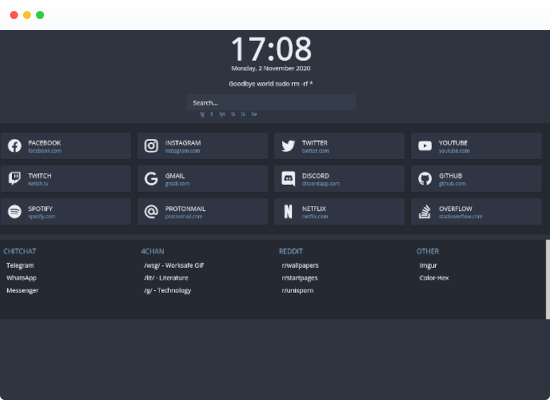 17:08
Monday, 2 November 2020
Goodbye world sudo rm -rf *
Search...
FACEBOOK
facebook.com
INSTAGRAM
instagram.com
TWITTER
twitter.com
YOUTUBE
youtube.com
TWITCH
twitch.tv
GMAIL
gmail.com
DISCORD
discordapp.com
GITHUB
github.com
SPOTIFY
spotify.com
PROTONMAIL
protonmail.com
NETFLIX
netflix.com
OVERFLOW
stackoverflow.com
CHITCHAT
Telegram
WhatsApp
Messenger
4CHAN
/wsg/ - Worksafe GIF
/lit/ - Literature
/g/ - Technology
REDDIT
r/wallpapers
r/startpages
r/unixporn
OTHER
Imgur
Color-Hex